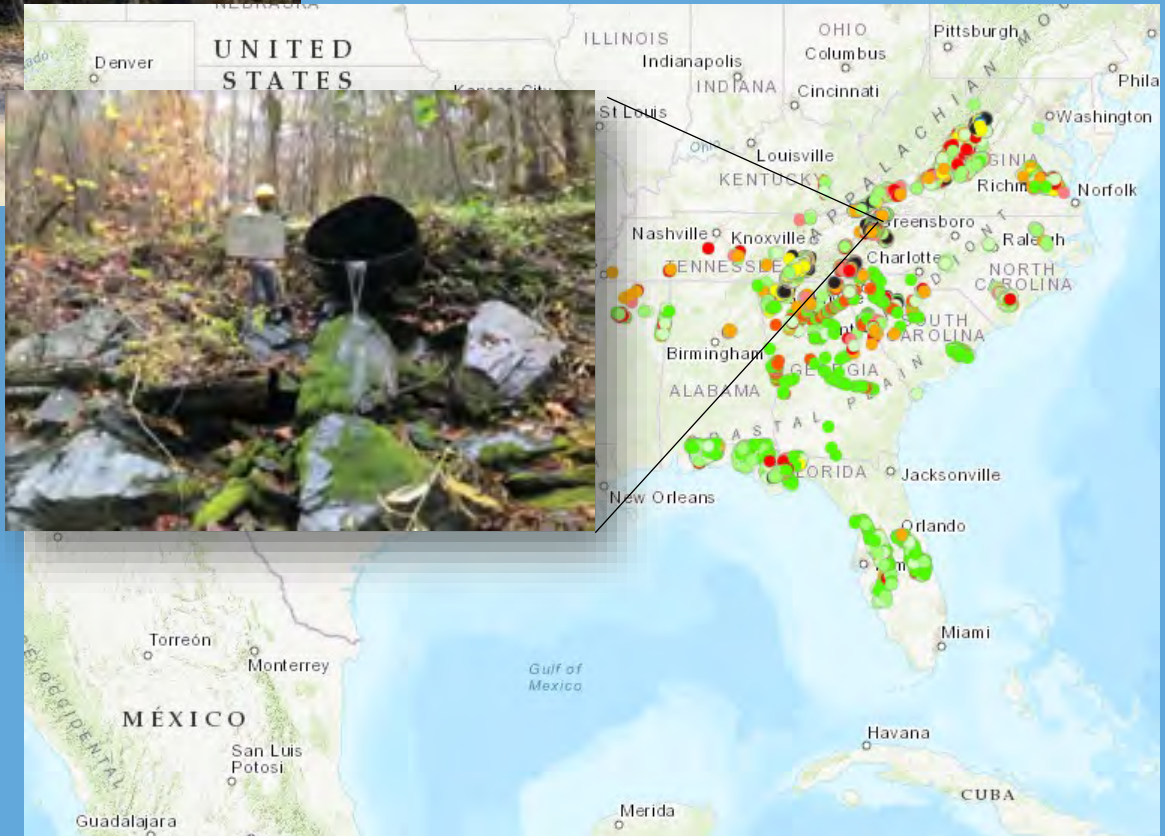 NEBRASKA
OHIO
Pittsburgh
ILLINOIS
Columbus
UNITED
STATES
Denver
Indianapolis
INDIANA
Cincinnati
Phila
Kansas City
St Louis
Washington
Ohio
Louisville
KENTUCKY
APPALACHIAN
GINIA
Richm
Norfolk
Greensboro
Nashville
Knoxville
Raleigh
TENNESSEE
Charlotte
PIEDMONT
NORTH
CAROLINA
SOUTH
CAROLINA
Birmingham
GEORGIA
ALABAMA
COASTAL PLAIN
FLORIDA
Jacksonville
New Orleans
Orlando
Miami
Torreón
Monterrey
Gulf of
Mexico
MÉXICO
OCCIDENTAL
San Luis
Potosi
Havana
CUBA
Merida
Guadalajara